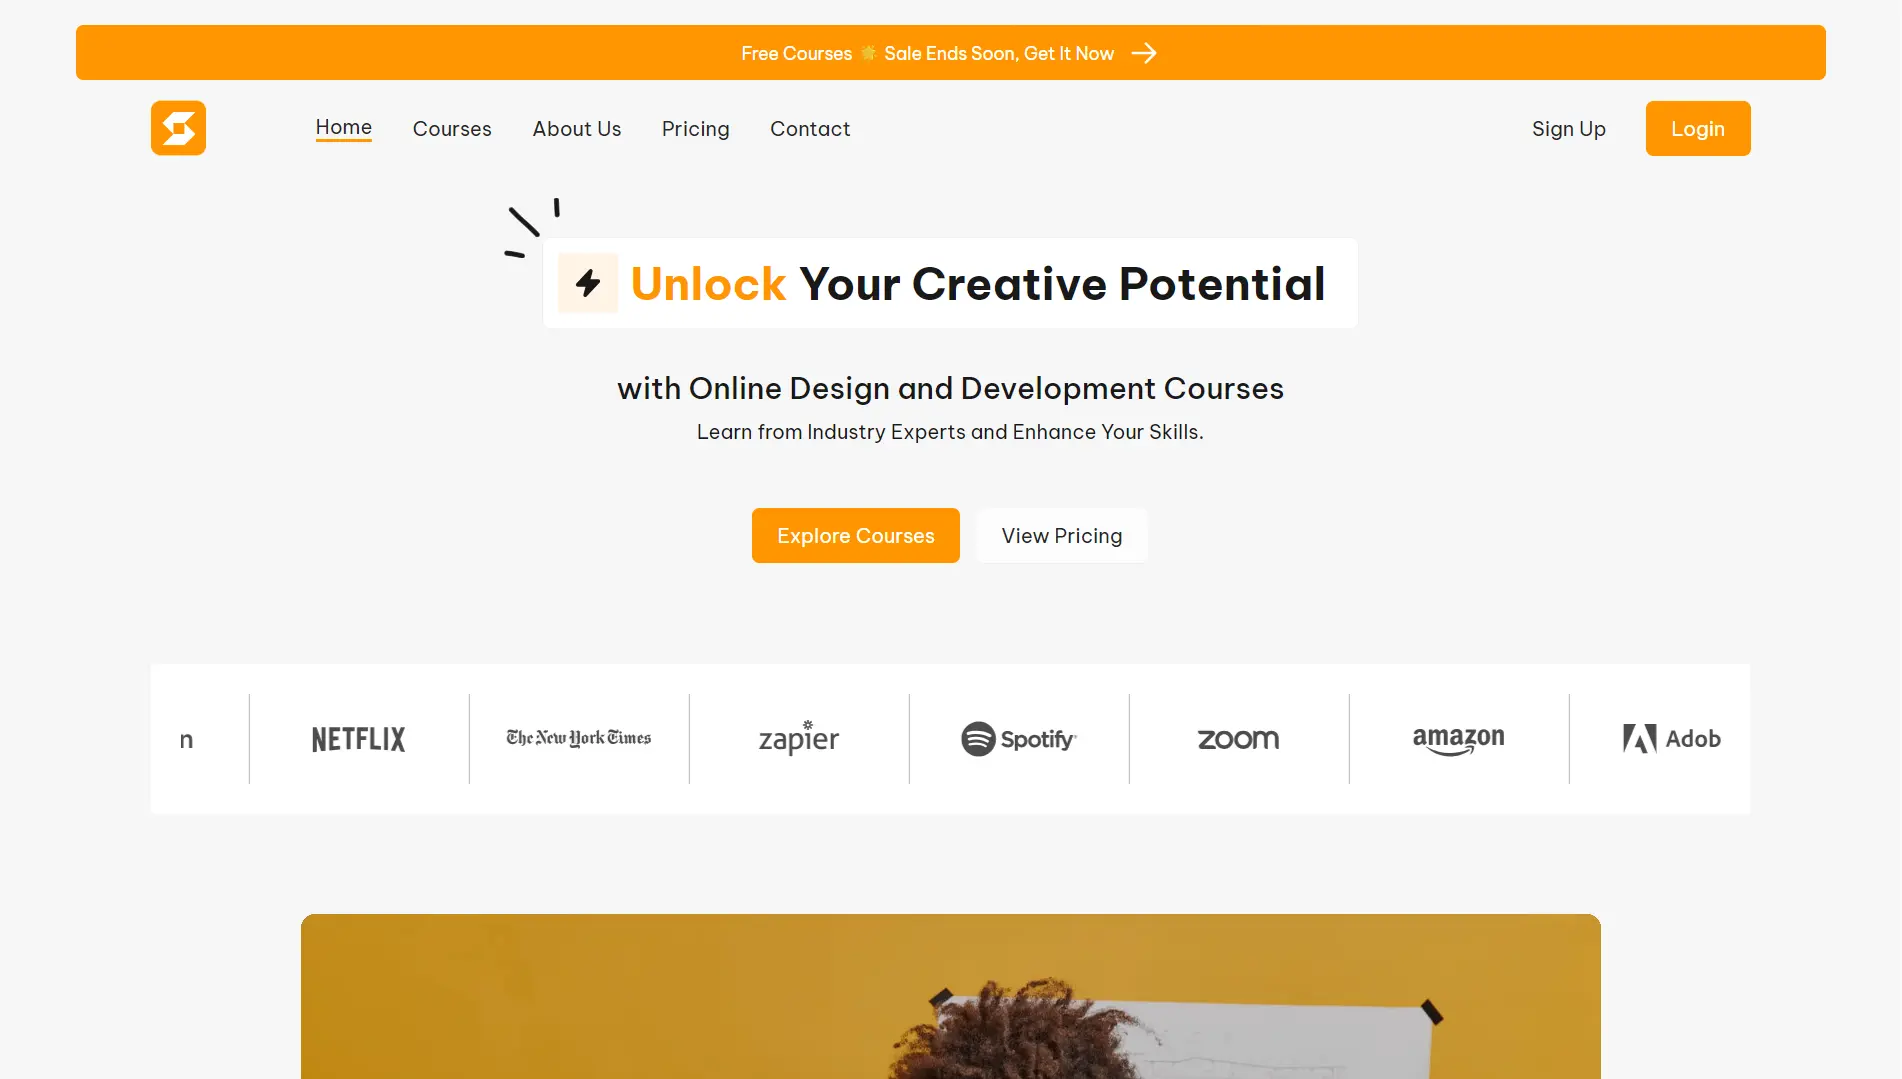 Free Courses 🌟 Sale Ends Soon, Get It Now
Home Courses About Us Pricing Contact Sign Up Login
Unlock Your Creative Potential
with Online Design and Development Courses
Learn from Industry Experts and Enhance Your Skills.
Explore Courses View Pricing
n NETFLIX The New York Times zapier Spotify zoom amazon Adob